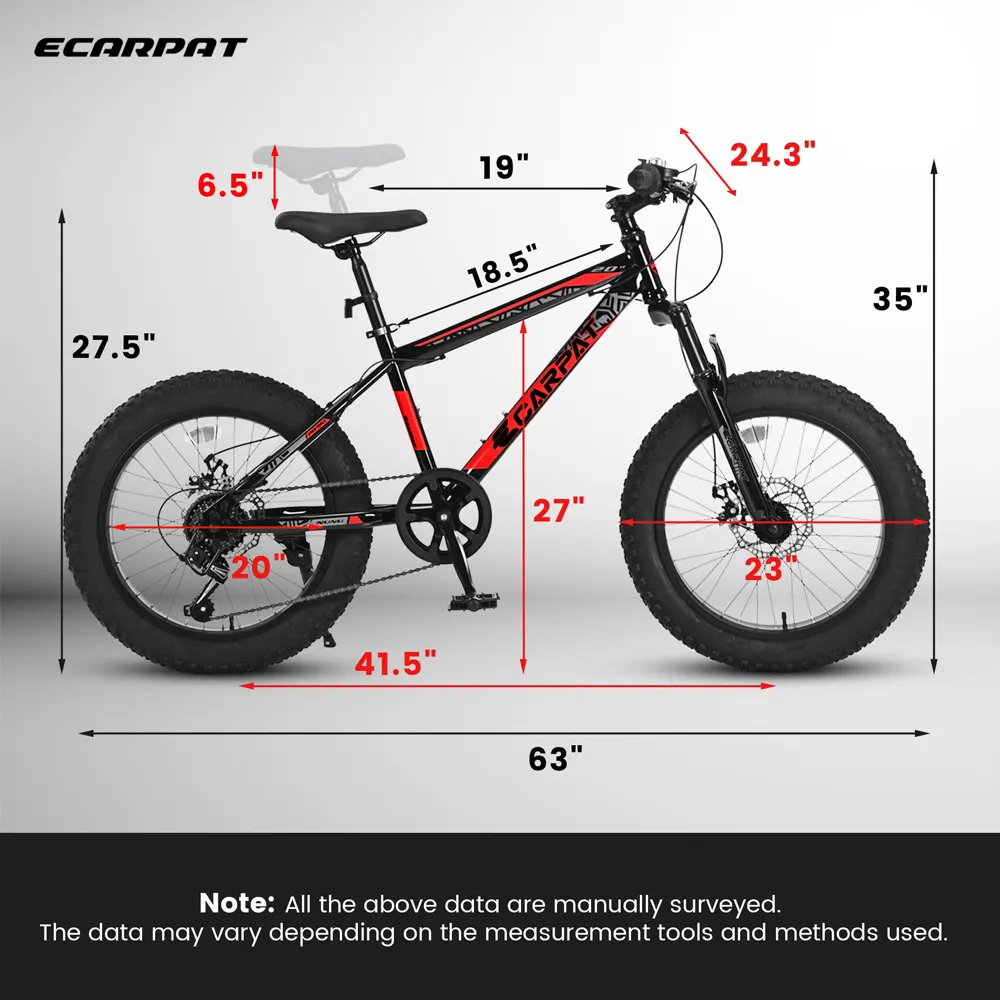 ECARPAT
24.3"
19"
6.5"
18.5"
20"
35"
27.5"
ECARPAT
27"
NUNU
20"
23"
41.5"
63"
Note: All the above data are manually surveyed.
The data may vary depending on the measurement tools and methods used.